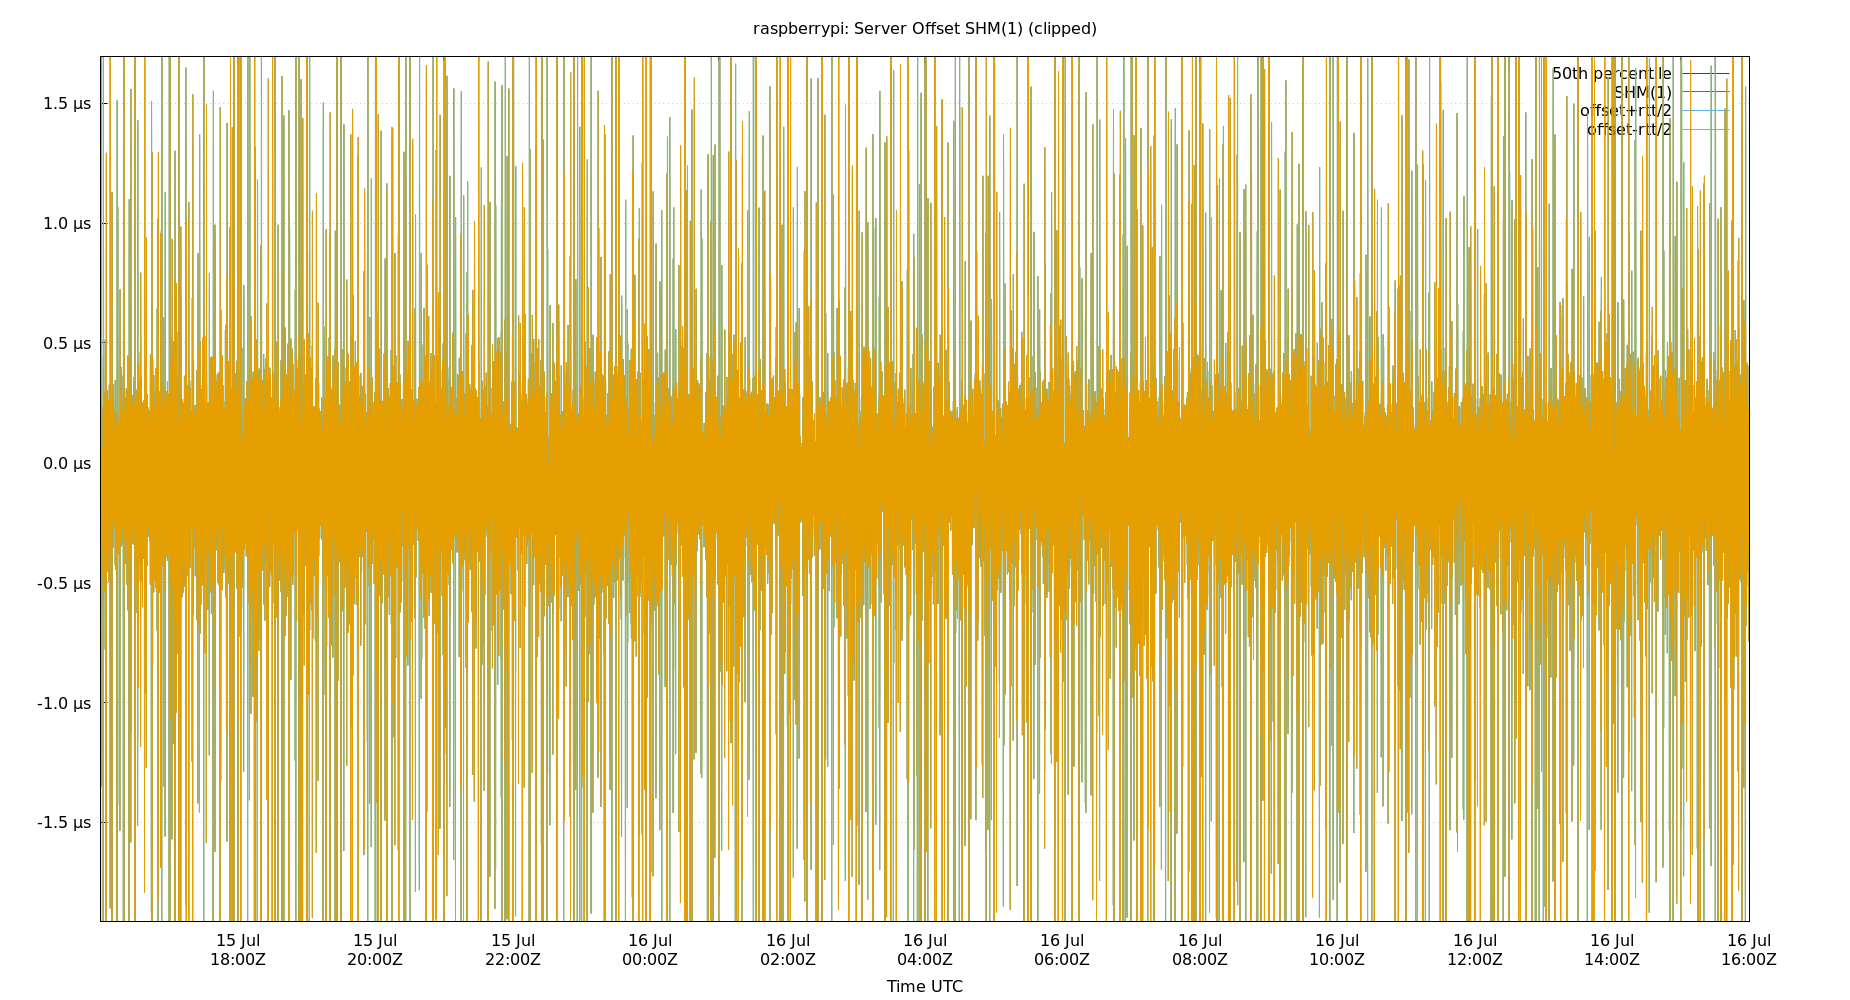 raspberrypi: Server Offset SHM(1) (clipped)
50th percentile
SHM(1)
offset+rtt/2
offset-rtt/2
1.5 µs
1.0 µs
0.5 µs
0.0 µs
-0.5 µs
-1.0 µs
-1.5 µs
15 Jul 15 Jul 15 Jul 16 Jul 16 Jul 16 Jul 16 Jul 16 Jul 16 Jul 16 Jul 16 Jul 16 Jul
18:00Z 20:00Z 22:00Z 00:00Z 02:00Z 04:00Z 06:00Z 08:00Z 10:00Z 12:00Z 14:00Z 16:00Z
Time UTC